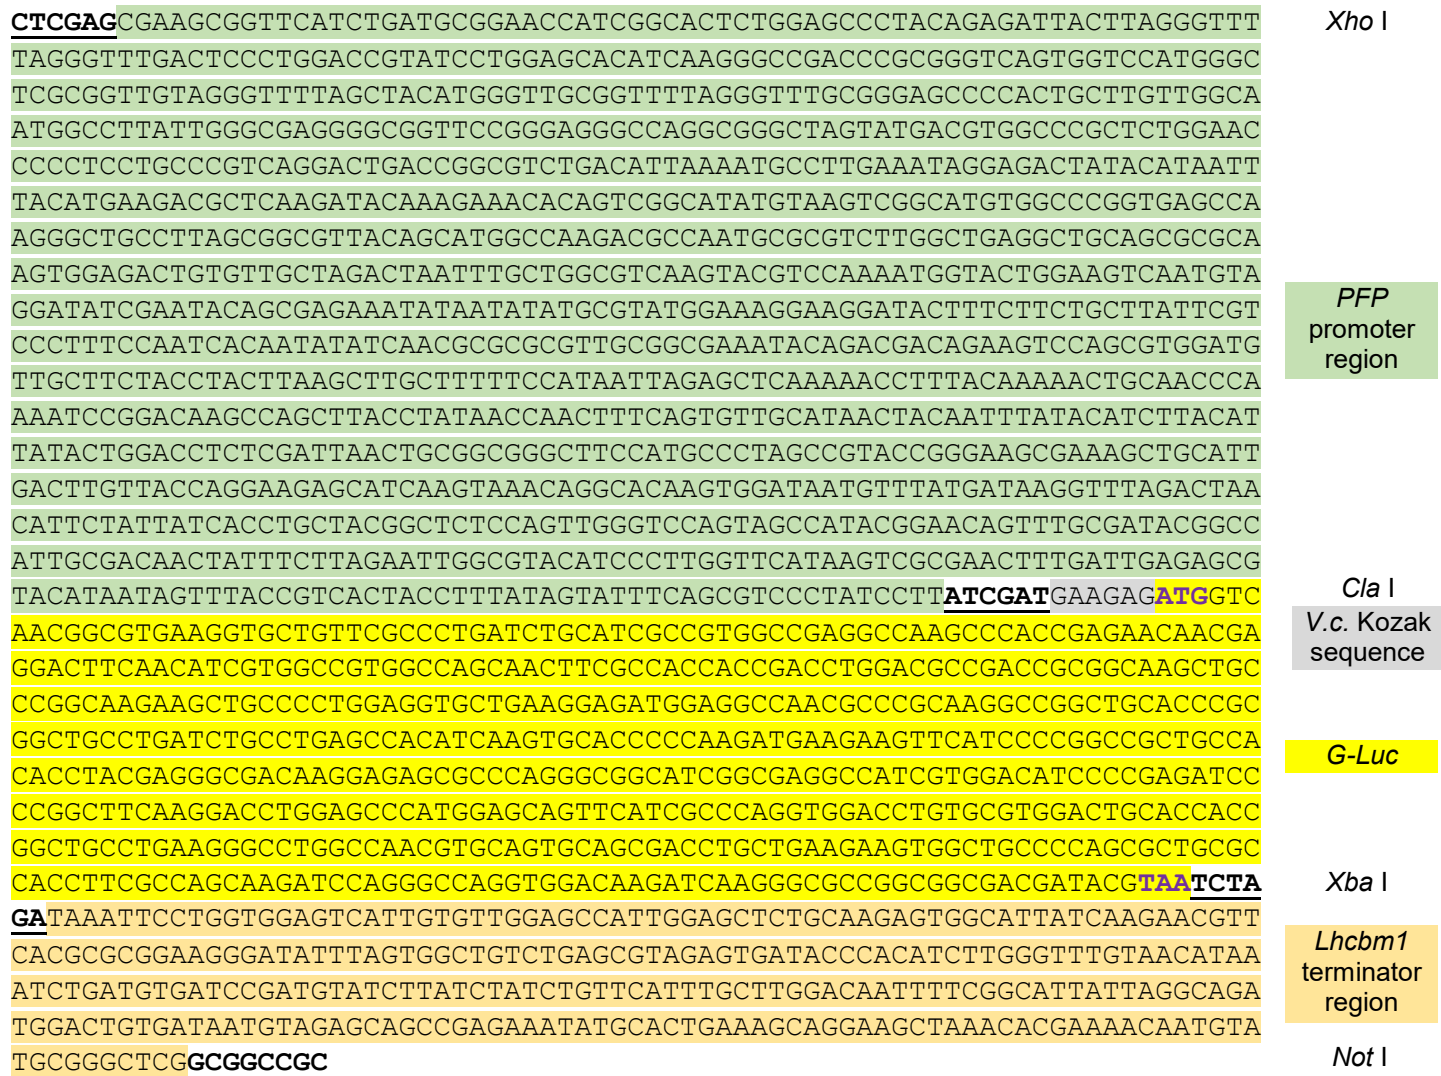 CTCGAGCGAAGCGGTTCATCTGATGCGGAACCATCGGCACTCTGGAGCCCTACAGAGATTACTTAGGGTTT Xho I
TAGGGTTTGACTCCCTGGACCGTATCCTGGAGCACATCAAGGGCCGACCCGCGGGTCAGTGGTCCATGGGC
TCGCGGTTGTAGGGTTTTAGCTACATGGGTTGCGGTTTTAGGGTTTGCGGGAGCCCCACTGCTTGTTGGCA
ATGGCCTTATTGGGCGAGGGGCGGTTCCGGGAGGGCCAGGCGGGCTAGTATGACGTGGCCCGCTCTGGAAC
CCCCTCCTGCCCGTCAGGACTGACCGGCGTCTGACATTAAAATGCCTTGAAATAGGAGACTATACATAATT
TACATGAAGACGCTCAAGATACAAAGAAACACAGTCGGCATATGTAAGTCGGCATGTGGCCCGGTGAGCCA
AGGGCTGCCTTAGCGGCGTTACAGCATGGCCAAGACGCCAATGCGCGTCTTGGCTGAGGCTGCAGCGCGCA
AGTGGAGACTGTGTTGCTAGACTAATTTGCTGGCGTCAAGTACGTCCAAAATGGTACTGGAAGTCAATGTA
GGATATCGAATACAGCGAGAAATATAATATATGCGTATGGAAAGGAAGGATACTTTCTTCTGCTTATTCGT PFP
CCCTTTCCAATCACAATATATCAACGCGCGCGTTGCGGCGAAATACAGACGACAGAAGTCCAGCGTGGATG promoter
TTGCTTCTACCTACTTAAGCTTGCTTTTTCCATAATTAGAGCTCAAAAACCTTTACAAAAACTGCAACCCA region
AAATCCGGACAAGCCAGCTTACCTATAACCAACTTTCAGTGTTGCATAACTACAATTTATACATCTTACAT
TATACTGGACCTCTCGATTAACTGCGGCGGGCTTCCATGCCCTAGCCGTACCGGGAAGCGAAAGCTGCATT
GACTTGTTACCAGGAAGAGCATCAAGTAAACAGGCACAAGTGGATAATGTTTATGATAAGGTTTAGACTAA
CATTCTATTATCACCTGCTACGGCTCTCCAGTTGGGTCCAGTAGCCATACGGAACAGTTTGCGATACGGCC
ATTGCGACAACTATTTCTTAGAATTGGCGTACATCCCTTGGTTCATAAGTCGCGAACTTTGATTGAGAGCG
TACATAATAGTTTACCGTCACTACCTTTATAGTATTTCAGCGTCCCTATCCTTATCGATGAAGAGATGGTC Cla I
AACGGCGTGAAGGTGCTGTTCGCCCTGATCTGCATCGCCGTGGCCGAGGCCAAGCCCACCGAGAACAACGA V.c. Kozak
GGACTTCAACATCGTGGCCGTGGCCAGCAACTTCGCCACCACCGACCTGGACGCCGACCGCGGCAAGCTGC sequence
CCGGCAAGAAGCTGCCCCTGGAGGTGCTGAAGGAGATGGAGGCCAACGCCCGCAAGGCCGGCTGCACCCGC
GGCTGCCTGATCTGCCTGAGCCACATCAAGTGCACCCCCAAGATGAAGAAGTTCATCCCCGGCCGCTGCCA G-Luc
CACCTACGAGGGCGACAAGGAGAGCGCCCAGGGCGGCATCGGCGAGGCCATCGTGGACATCCCCGAGATCC
CCGGCTTCAAGGACCTGGAGCCCATGGAGCAGTTCATCGCCCAGGTGGACCTGTGCGTGGACTGCACCACC
GGCTGCCTGAAGGGCCTGGCCAACGTGCAGTGCAGCGACCTGCTGAAGAAGTGGCTGCCCCAGCGCTGCGC
CACCTTCGCCAGCAAGATCCAGGGCCAGGTGGACAAGATCAAGGGCGCCGGCGGCGACGATACGTAATCTA Xba I
GATAAATTCCTGGTGGAGTCATTGTGTTGGAGCCATTGGAGCTCTGCAAGAGTGGCATTATCAAGAACGTT Lhcbm1
CACGCGCGGAAGGGATATTTAGTGGCTGTCTGAGCGTAGAGTGATACCCACATCTTGGGTTTGTAACATAA terminator
ATCTGATGTGATCCGATGTATCTTATCTATCTGTTCATTTGCTTGGACAATTTTCGGCATTATTAGGCAGA region
TGGACTGTGATAATGTAGAGCAGCCGAGAAATATGCACTGAAAGCAGGAAGCTAAACACGAAAACAATGTA
TGCGGGCTCGGCGGCCGC Not I